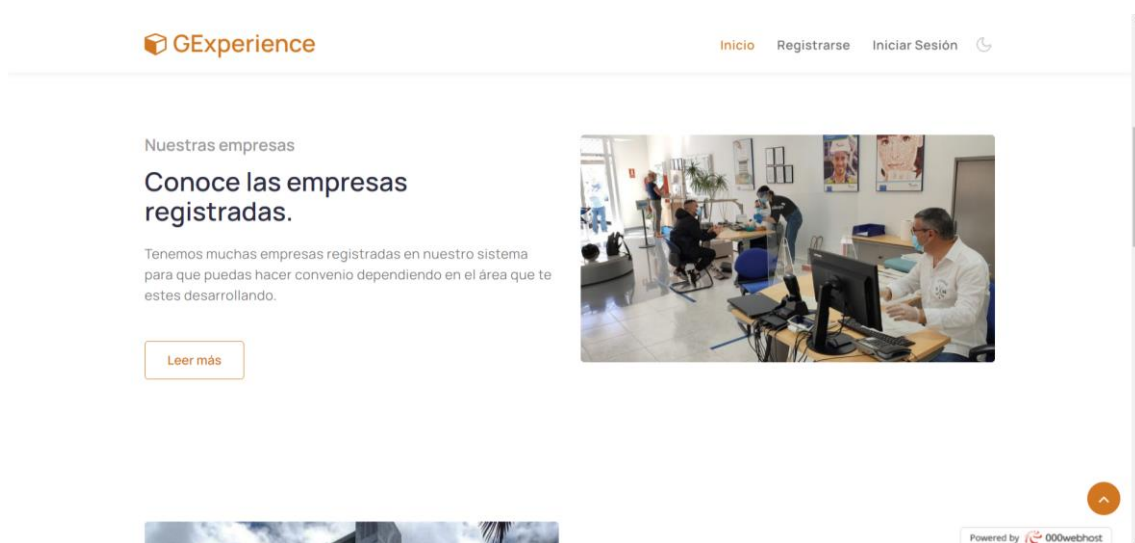 GExperience
Inicio Registrarse Iniciar Sesión
Nuestras empresas
Conoce las empresas
registradas.
Tenemos muchas empresas registradas en nuestro sistema
para que puedas hacer convenio dependiendo en el área que te
estes desarrollando.
Leer más
Powered by 000webhost